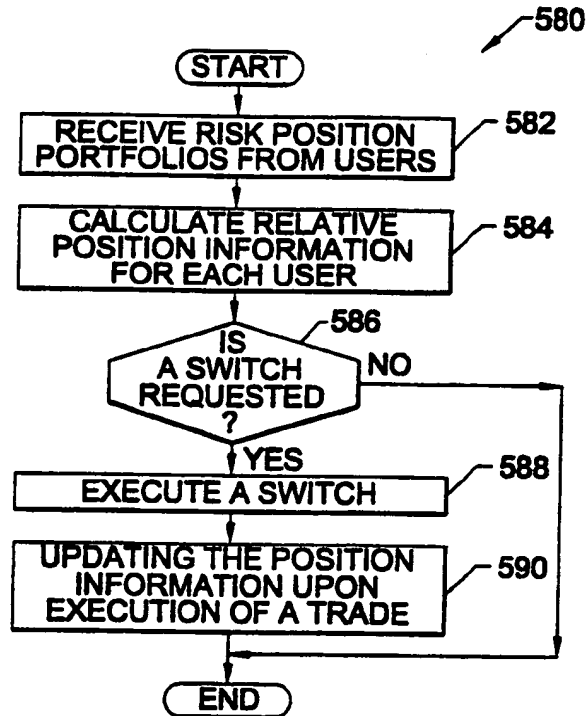 580
START
RECEIVE RISK POSITION
PORTFOLIOS FROM USERS
582
CALCULATE RELATIVE
POSITION INFORMATION
FOR EACH USER
584
586
IS
A SWITCH
REQUESTED
?
NO
YES
EXECUTE A SWITCH
588
UPDATING THE POSITION
INFORMATION UPON
EXECUTION OF A TRADE
590
END